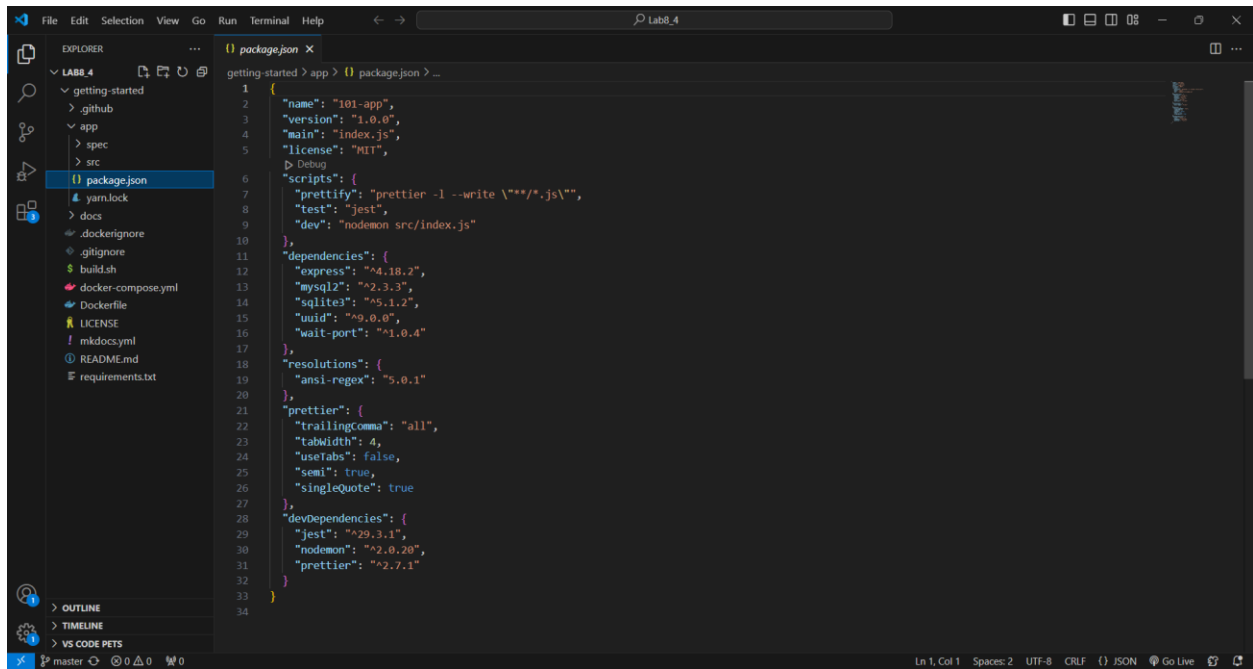 File Edit Selection View Go Run Terminal Help
Lab8_4
EXPLORER
LAB8_4
getting-started
.github
app
spec
src
{} package.json
yarn.lock
docs
.dockerignore
.gitignore
$ build.sh
docker-compose.yml
Dockerfile
LICENSE
! mkdocs.yml
README.md
requirements.txt
OUTLINE
TIMELINE
VS CODE PETS
3
1
1
{} package.json
getting-started > app > {} package.json > ...
1 {
2 "name": "101-app",
3 "version": "1.0.0",
4 "main": "index.js",
5 "license": "MIT",
Debug
6 "scripts": {
7 "prettify": "prettier -l --write \"**/*.js\"",
8 "test": "jest",
9 "dev": "nodemon src/index.js"
10 },
11 "dependencies": {
12 "express": "^4.18.2",
13 "mysql2": "^2.3.3",
14 "sqlite3": "^5.1.2",
15 "uuid": "^9.0.0",
16 "wait-port": "^1.0.4"
17 },
18 "resolutions": {
19 "ansi-regex": "5.0.1"
20 },
21 "prettier": {
22 "trailingComma": "all",
23 "tabWidth": 4,
24 "useTabs": false,
25 "semi": true,
26 "singleQuote": true
27 },
28 "devDependencies": {
29 "jest": "^29.3.1",
30 "nodemon": "^2.0.20",
31 "prettier": "^2.7.1"
32 }
33 }
34
master 0 0 0 Ln 1, Col 1 Spaces: 2 UTF-8 CRLF {} JSON Go Live